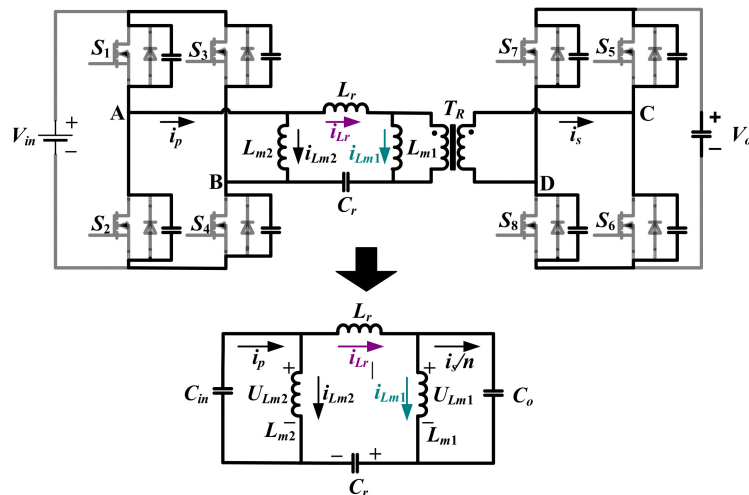 S1 S3 S7 S5
Lr TR
A C
ip iLr is
Vin + − Lm2 iLm2 iLm1 Lm1 + − Vo
B D
Cr
S2 S4 S8 S6
Lr
ip iLr is/n
Cin + ULm2 iLm2 iLm1 + ULm1 Co
Lm2 − − Lm1
− +
Cr